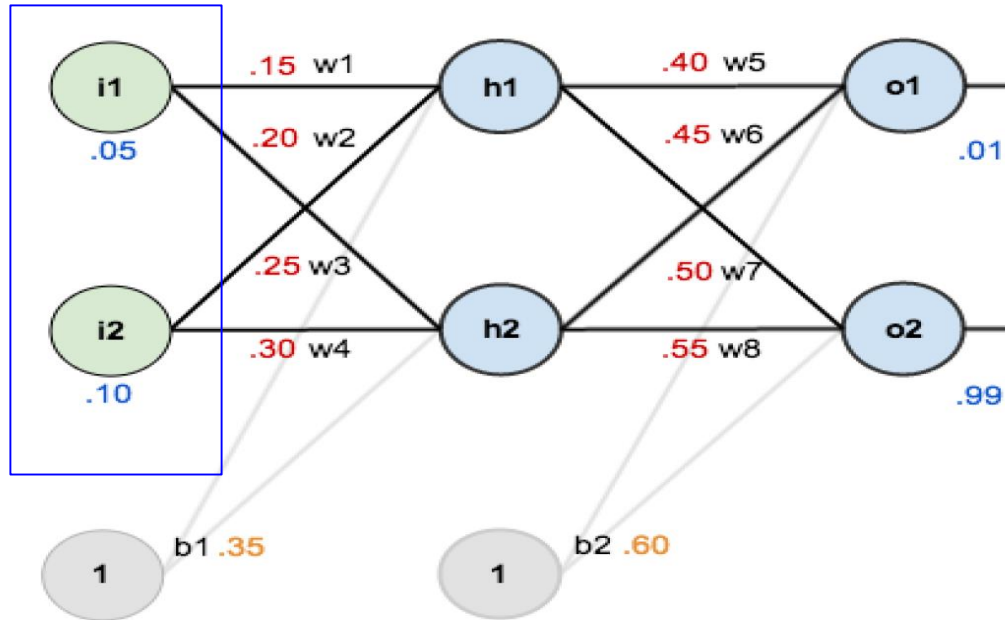 .15 w1
.40 w5
i1
h1
o1
.20 w2
.45 w6
.05
.01
.25 w3
.50 w7
i2
h2
o2
.30 w4
.55 w8
.10
.99
b1 .35
b2 .60
1
1